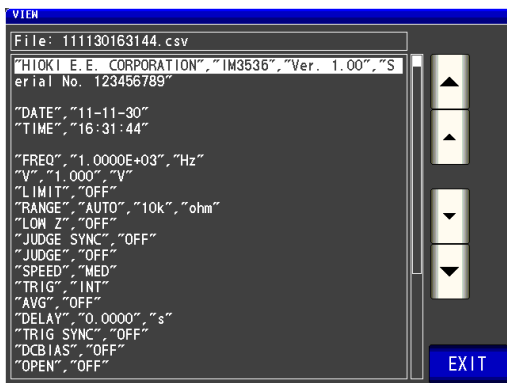 VIEW
File: 111130163144.csv
"HIOKI E.E. CORPORATION","IM3536","Ver. 1.00","S
erial No. 123456789"
"DATE","11-11-30"
"TIME","16:31:44"
"FREQ","1.0000E+03","Hz"
"V","1.000","V"
"LIMIT","OFF"
"RANGE","AUTO","10k","ohm"
"LOW Z","OFF"
"JUDGE SYNC","OFF"
"JUDGE","OFF"
"SPEED","MED"
"TRIG","INT"
"AVG","OFF"
"DELAY","0.0000","s"
"TRIG SYNC","OFF"
"DCBIAS","OFF"
"OPEN","OFF"
EXIT